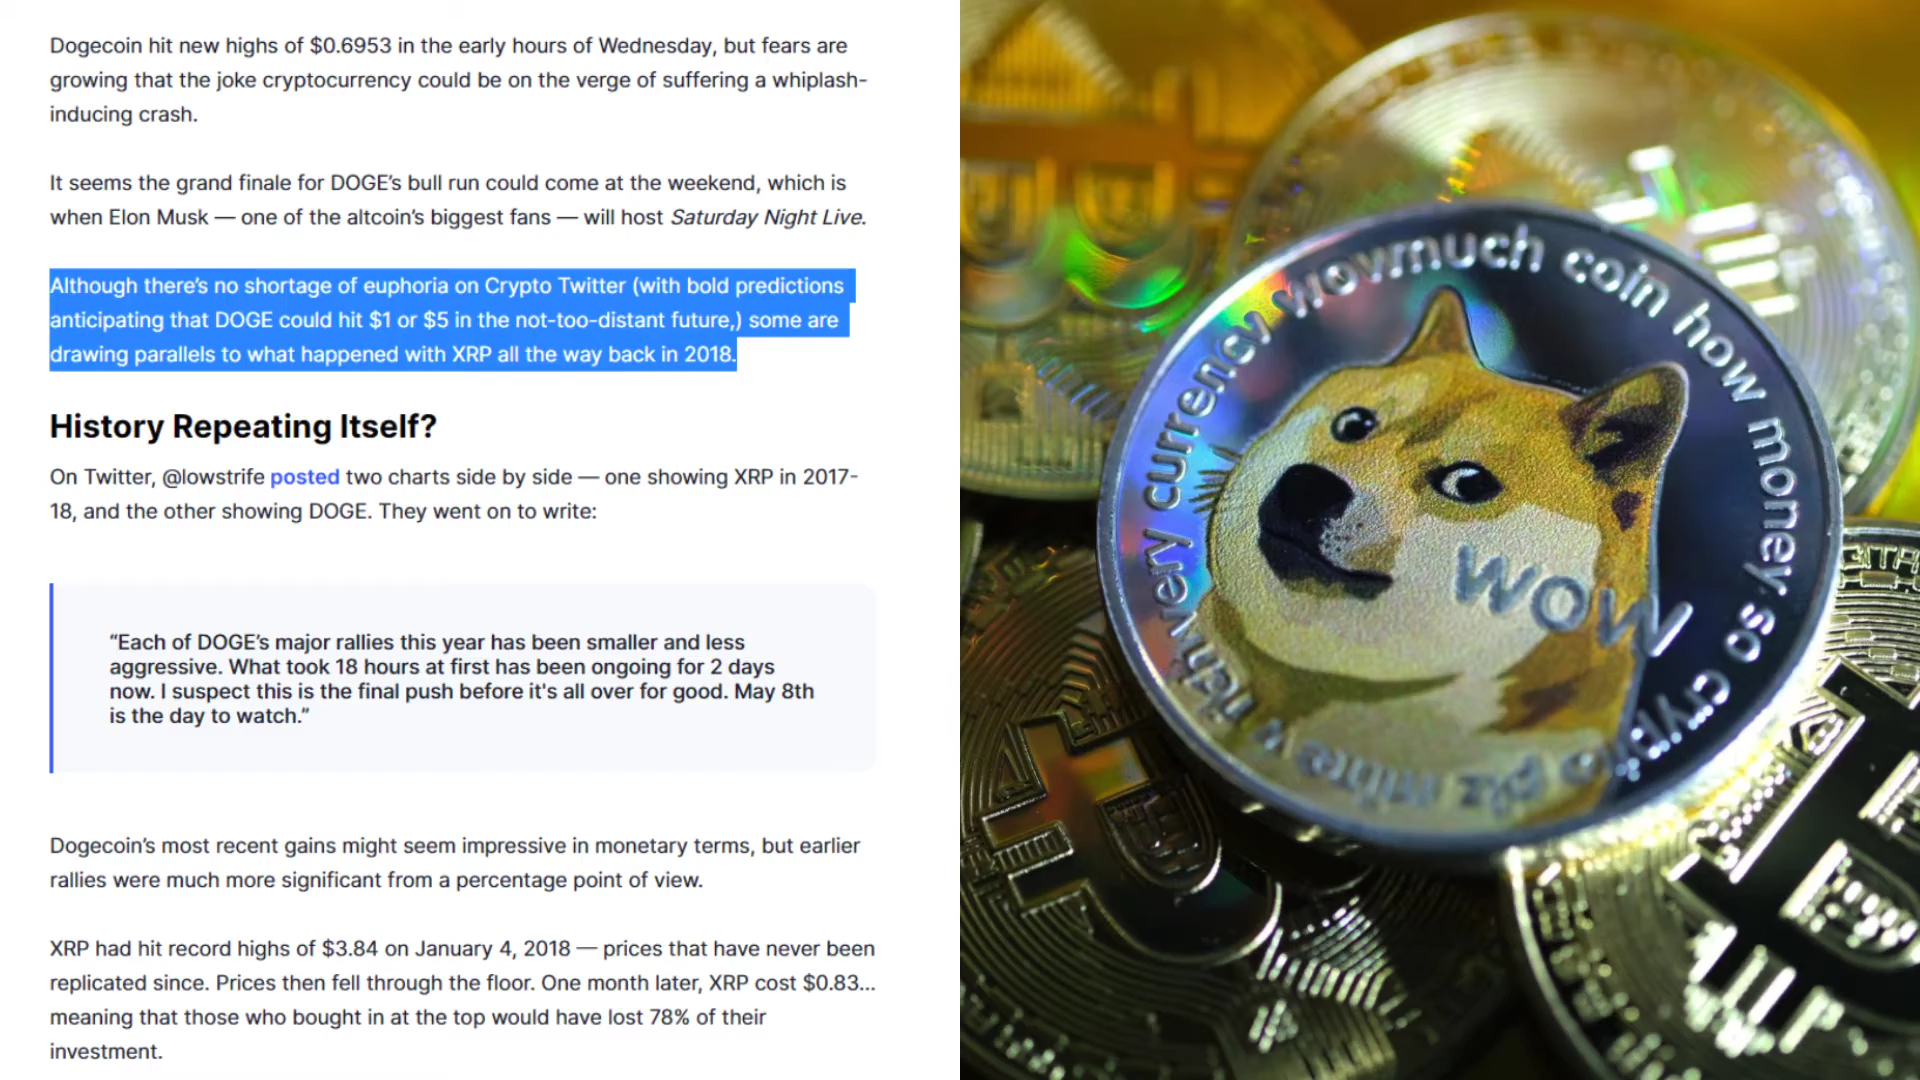 Dogecoin hit new highs of $0.6953 in the early hours of Wednesday, but fears are
growing that the joke cryptocurrency could be on the verge of suffering a whiplash-
inducing crash.
It seems the grand finale for DOGE’s bull run could come at the weekend, which is
when Elon Musk — one of the altcoin’s biggest fans — will host Saturday Night Live.
Although there’s no shortage of euphoria on Crypto Twitter (with bold predictions
anticipating that DOGE could hit $1 or $5 in the not-too-distant future,) some are
drawing parallels to what happened with XRP all the way back in 2018.
History Repeating Itself?
On Twitter, @lowstrife posted two charts side by side — one showing XRP in 2017-
18, and the other showing DOGE. They went on to write:
“Each of DOGE’s major rallies this year has been smaller and less
aggressive. What took 18 hours at first has been ongoing for 2 days
now. I suspect this is the final push before it's all over for good. May 8th
is the day to watch.”
Dogecoin’s most recent gains might seem impressive in monetary terms, but earlier
rallies were much more significant from a percentage point of view.
XRP had hit record highs of $3.84 on January 4, 2018 — prices that have never been
replicated since. Prices then fell through the floor. One month later, XRP cost $0.83...
meaning that those who bought in at the top would have lost 78% of their
investment.
very currency wow much coin how money so crypto plz mine v rich
wow